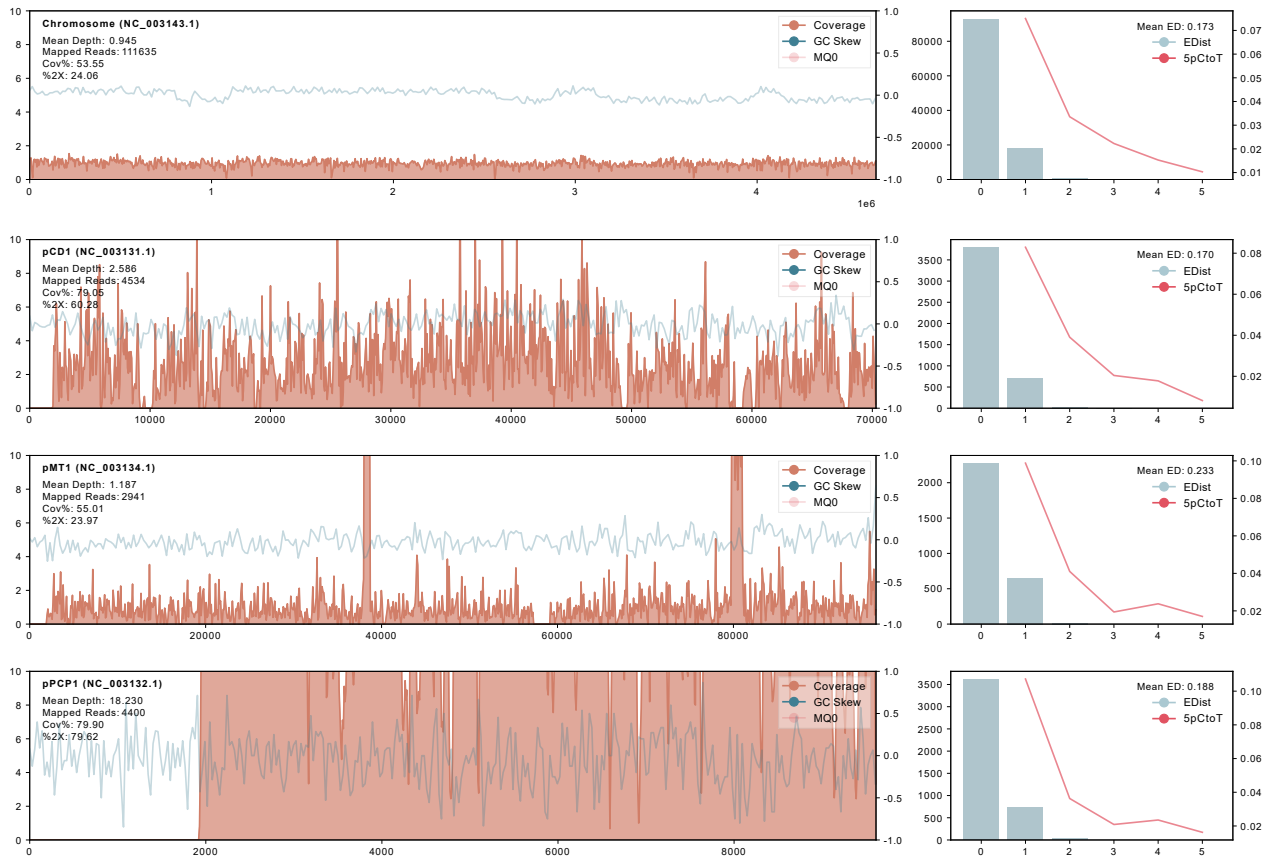 Chromosome (NC_003143.1)
Mean Depth: 0.945
Mapped Reads: 111635
Cov%: 53.55
%2X: 24.06
Coverage
GC Skew
MQ0
10
8
6
4
2
0
1.0
0.5
0.0
-0.5
-1.0
0 1 2 3 4
1e6
Mean ED: 0.173
EDist
5pCtoT
80000
60000
40000
20000
0
0.07
0.06
0.05
0.04
0.03
0.02
0.01
0 1 2 3 4 5
pCD1 (NC_003131.1)
Mean Depth: 2.586
Mapped Reads: 4534
Cov%: 79.05
%2X: 60.28
Coverage
GC Skew
MQ0
10
8
6
4
2
0
1.0
0.5
0.0
-0.5
-1.0
0 10000 20000 30000 40000 50000 60000 70000
Mean ED: 0.170
EDist
5pCtoT
3500
3000
2500
2000
1500
1000
500
0
0.08
0.06
0.04
0.02
0 1 2 3 4 5
pMT1 (NC_003134.1)
Mean Depth: 1.187
Mapped Reads: 2941
Cov%: 55.01
%2X: 23.97
Coverage
GC Skew
MQ0
10
8
6
4
2
0
1.0
0.5
0.0
-0.5
-1.0
0 20000 40000 60000 80000
Mean ED: 0.233
EDist
5pCtoT
2000
1500
1000
500
0
0.10
0.08
0.06
0.04
0.02
0 1 2 3 4 5
pPCP1 (NC_003132.1)
Mean Depth: 18.230
Mapped Reads: 4400
Cov%: 79.90
%2X: 79.62
Coverage
GC Skew
MQ0
10
8
6
4
2
0
1.0
0.5
0.0
-0.5
-1.0
0 2000 4000 6000 8000
Mean ED: 0.188
EDist
5pCtoT
3500
3000
2500
2000
1500
1000
500
0
0.10
0.08
0.06
0.04
0.02
0 1 2 3 4 5